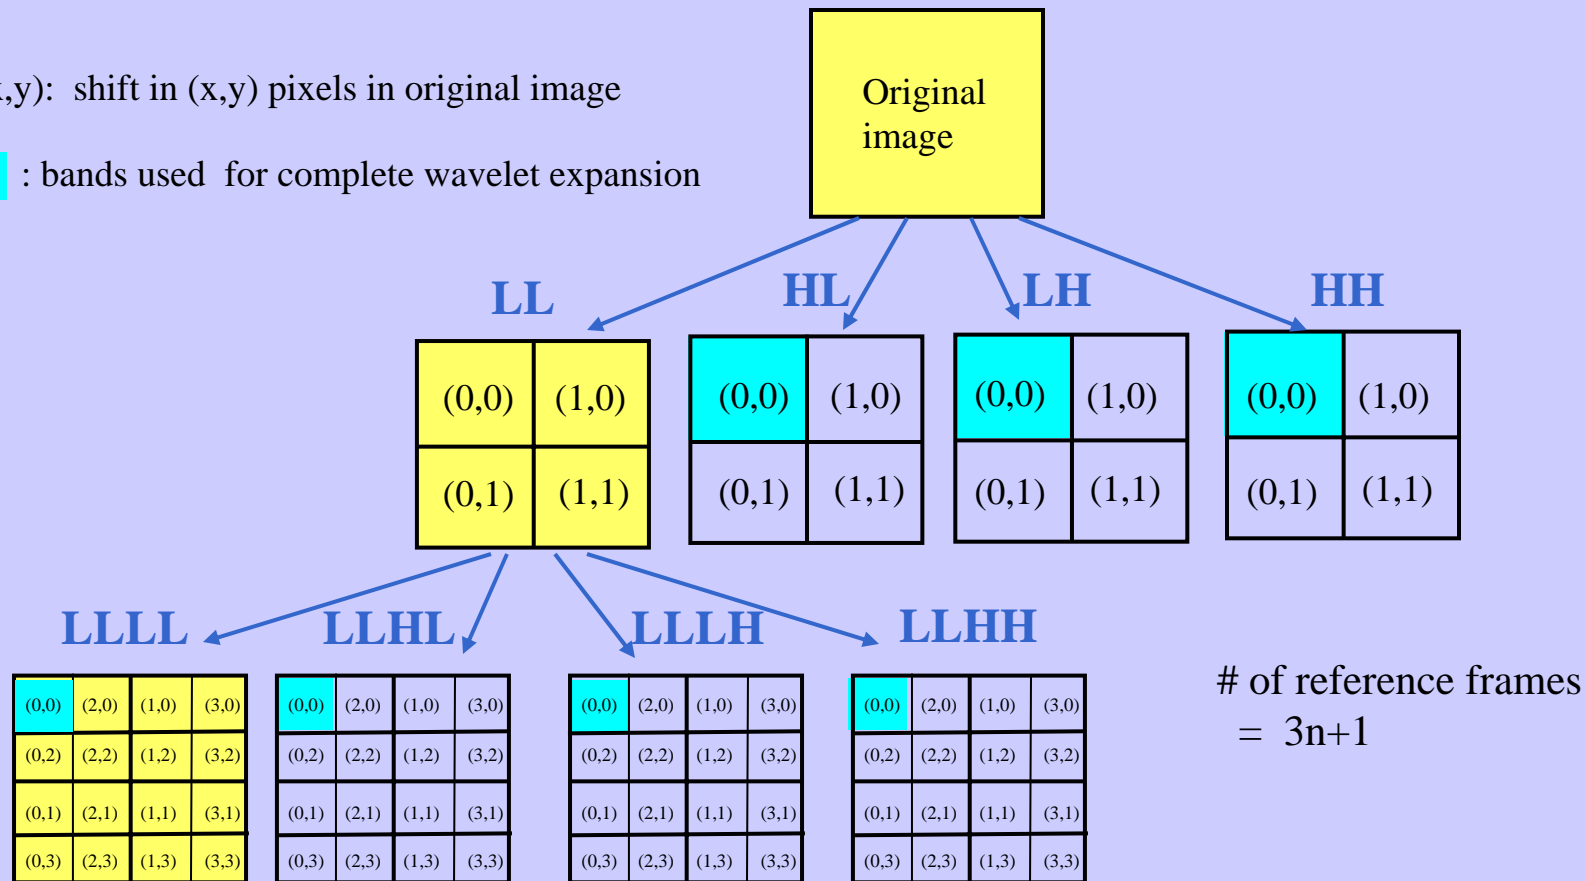 x,y): shift in (x,y) pixels in original image
: bands used for complete wavelet expansion
Original
image
LL HL LH HH
(0,0) (1,0) (0,0) (1,0) (0,0) (1,0) (0,0) (1,0)
(0,1) (1,1) (0,1) (1,1) (0,1) (1,1) (0,1) (1,1)
LLLL LLHL LLLH LLHH
(0,0) (2,0) (1,0) (3,0) (0,0) (2,0) (1,0) (3,0) (0,0) (2,0) (1,0) (3,0) (0,0) (2,0) (1,0) (3,0)
(0,2) (2,2) (1,2) (3,2) (0,2) (2,2) (1,2) (3,2) (0,2) (2,2) (1,2) (3,2) (0,2) (2,2) (1,2) (3,2)
(0,1) (2,1) (1,1) (3,1) (0,1) (2,1) (1,1) (3,1) (0,1) (2,1) (1,1) (3,1) (0,1) (2,1) (1,1) (3,1)
(0,3) (2,3) (1,3) (3,3) (0,3) (2,3) (1,3) (3,3) (0,3) (2,3) (1,3) (3,3) (0,3) (2,3) (1,3) (3,3)
# of reference frames
= 3n+1